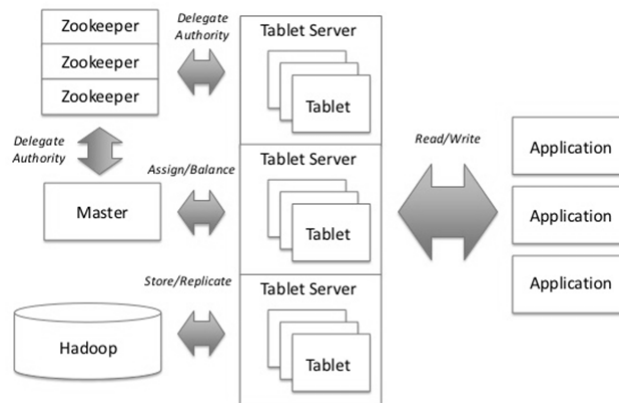 Zookeeper
Zookeeper
Zookeeper
Delegate
Authority
Tablet Server
Tablet
Delegate
Authority
Master
Assign/Balance
Tablet Server
Tablet
Read/Write
Application
Application
Application
Hadoop
Store/Replicate
Tablet Server
Tablet